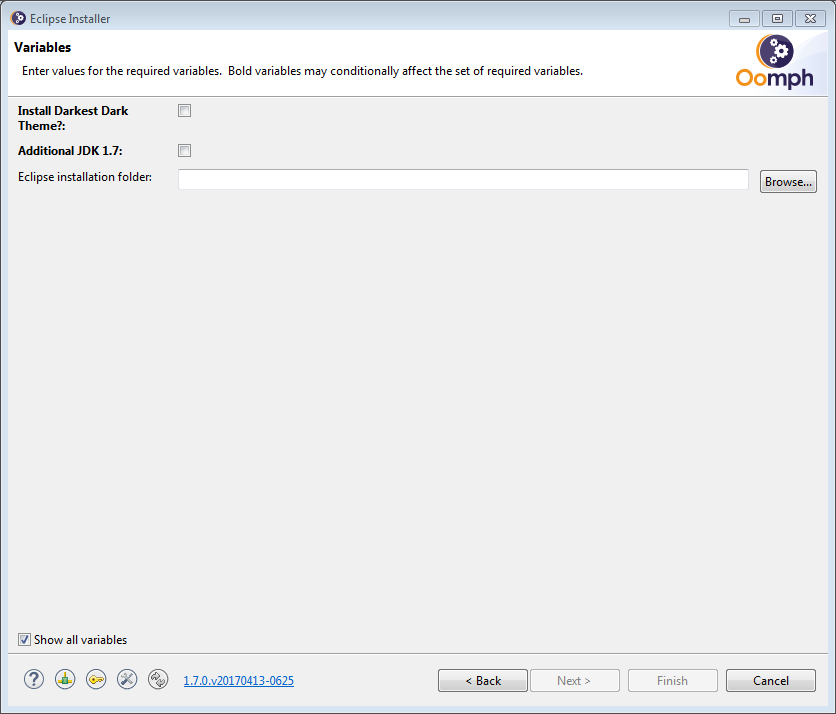 Eclipse Installer
Variables
Enter values for the required variables. Bold variables may conditionally affect the set of required variables.
Oomph
Install Darkest Dark
Theme?:
Additional JDK 1.7:
Eclipse installation folder:
Browse...
Show all variables
?
1.7.0.v20170413-0625
< Back
Next >
Finish
Cancel